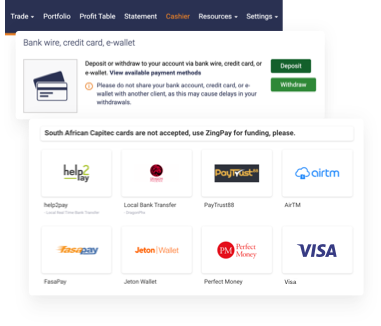 Trade Portfolio Profit Table Statement Cashier Resources Settings
Bank wire, credit card, e-wallet
Deposit or withdraw to your account via bank wire, credit card, or
e-wallet. View available payment methods
Please do not share your bank account, credit card, or e-
wallet with another client, as this may cause delays in your
withdrawals.
Deposit
Withdraw
South African Capitec cards are not accepted, use ZingPay for funding, please.
help2
pay
PayTrust88
airtm
help2pay Local Bank Transfer PayTrust88 AirTM
- Local Real-Time Bank Transfer - DragonPhx
fasapay
Jeton Wallet
PM Perfect
Money
VISA
FasaPay Jeton Wallet Perfect Money Visa